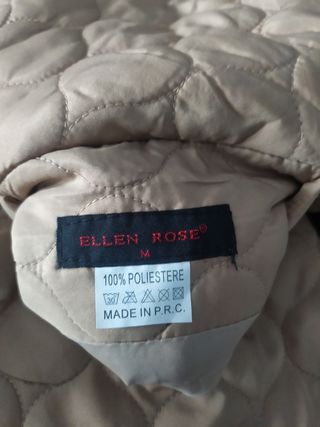 ELLEN ROSE®
M
100% POLIESTERE
MADE IN P.R.C.